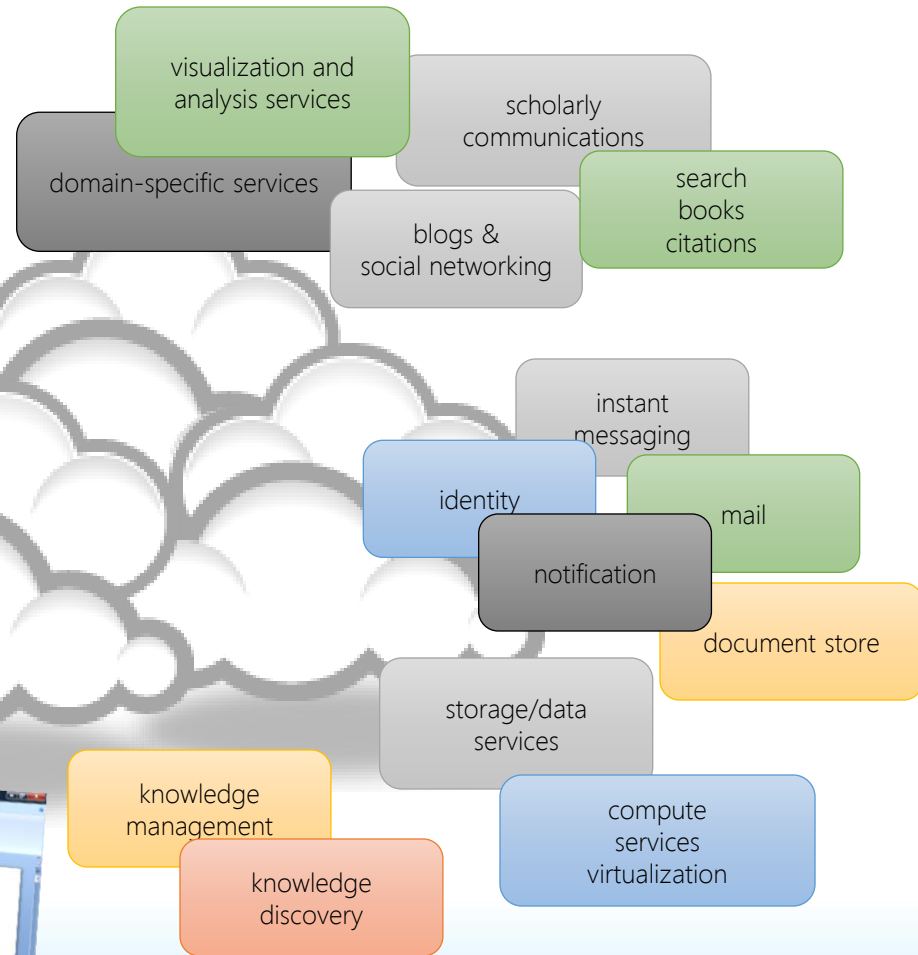 visualization and
analysis services
scholarly
communications
domain-specific services
search
books
citations
blogs &
social networking
instant
messaging
identity
mail
notification
document store
storage/data
services
knowledge
management
compute
services
virtualization
knowledge
discovery